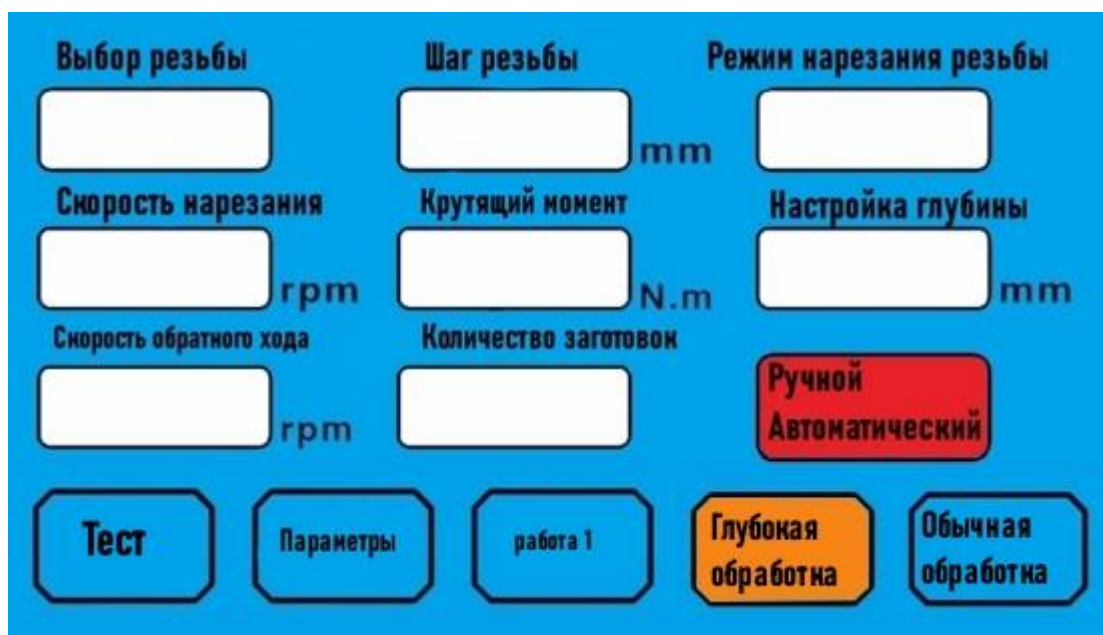 Выбор резьбы
Шаг резьбы
Режим нарезания резьбы
mm
Скорость нарезания
Крутящий момент
Настройка глубины
rpm
N.m
mm
Скорость обратного хода
Количество заготовок
rpm
Ручной
Автоматический
Тест
Параметры
работа 1
Глубокая
обработка
Обычная
обработка